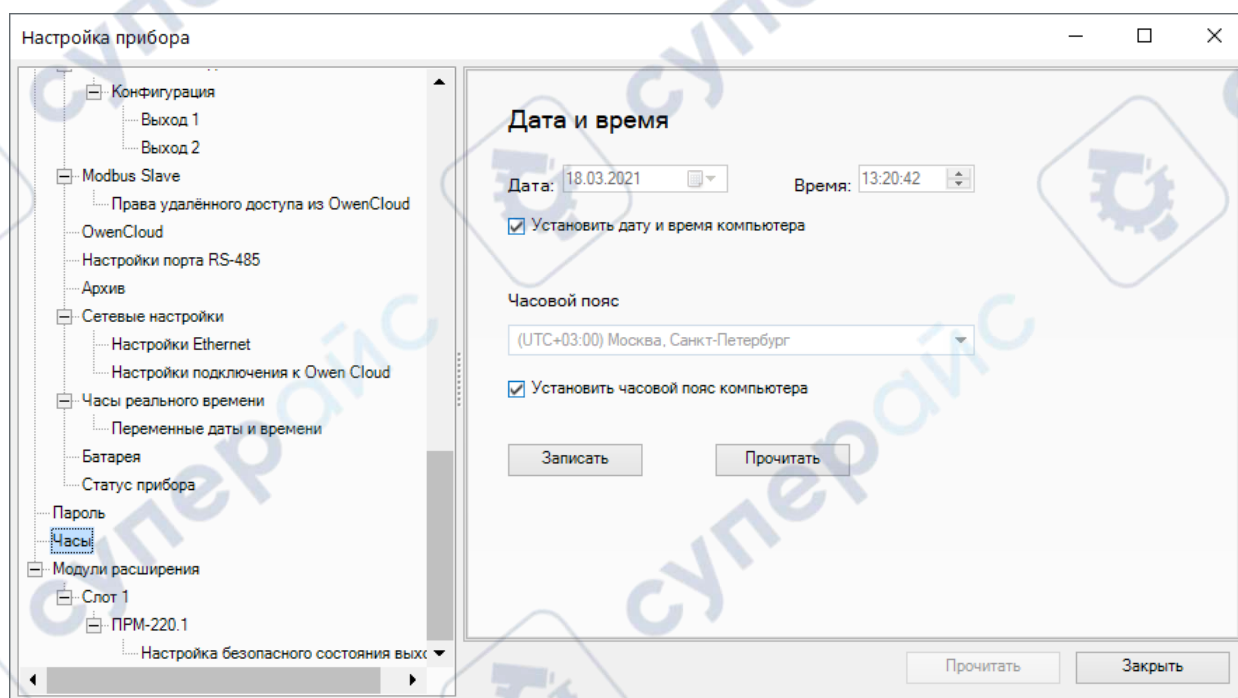 Настройка прибора
Конфигурация
Выход 1
Выход 2
Modbus Slave
Права удалённого доступа из OwenCloud
OwenCloud
Настройки порта RS-485
Архив
Сетевые настройки
Настройки Ethernet
Настройки подключения к Owen Cloud
Часы реального времени
Переменные даты и времени
Батарея
Статус прибора
Пароль
Часы
Модули расширения
Слот 1
ПРМ-220.1
Настройка безопасного состояния
Дата и время
Дата: 18.03.2021 Время: 13:20:42
Установить дату и время компьютера
Часовой пояс
(UTC+03:00) Москва, Санкт-Петербург
Установить часовой пояс компьютера
Записать Прочитать
Прочитать Закрыть
суперайс
суперайс